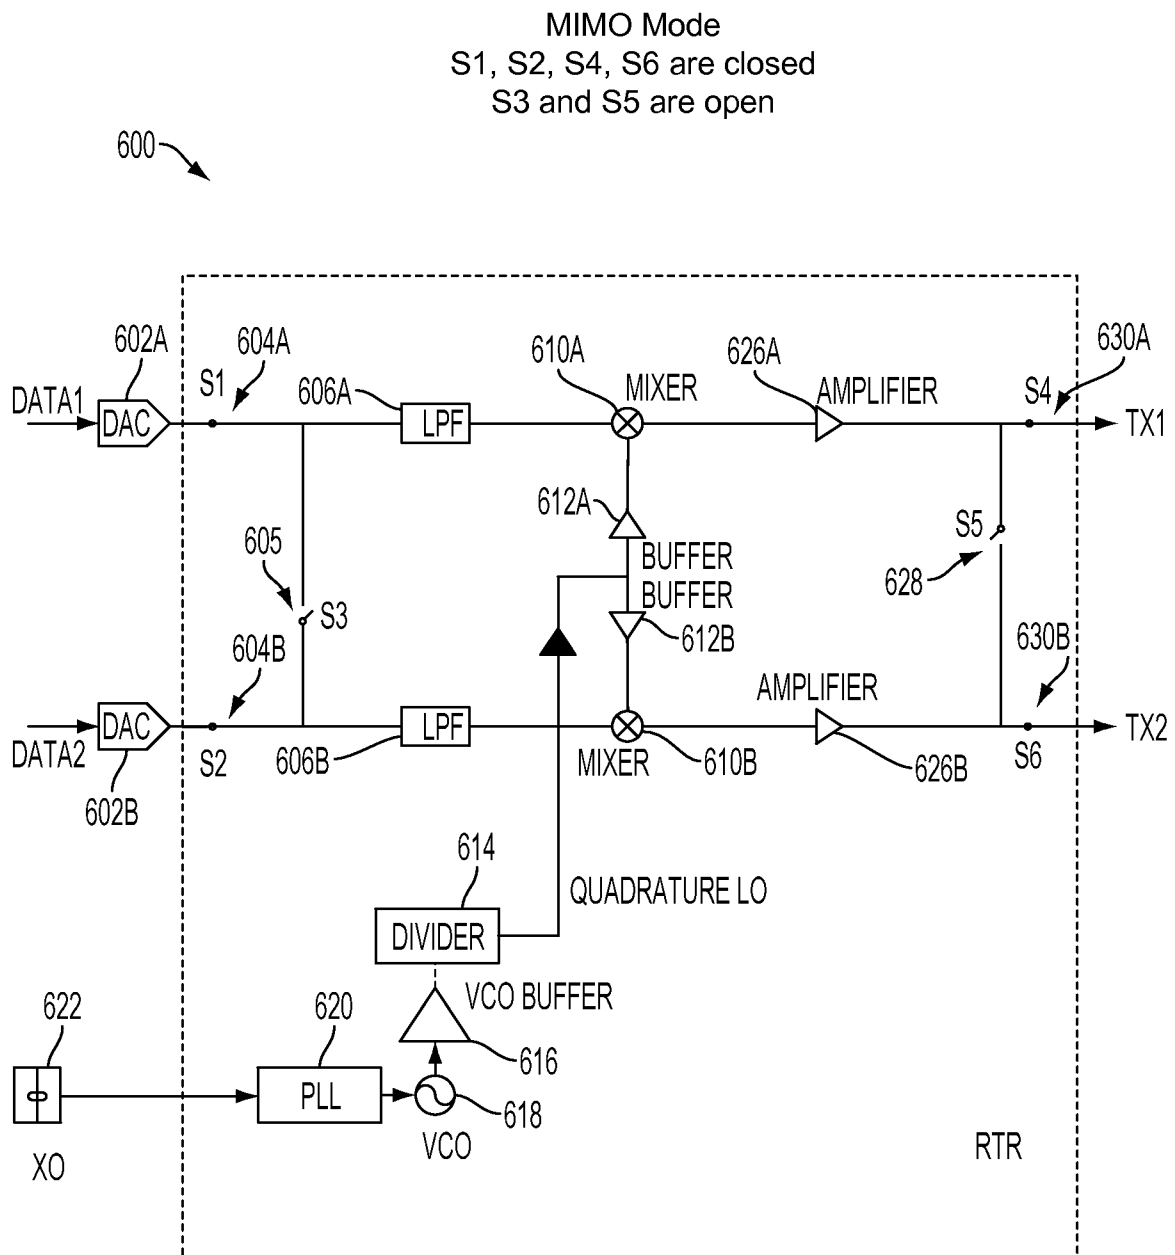 MIMO Mode
S1, S2, S4, S6 are closed
S3 and S5 are open
600
602A
604A
610A
626A
630A
S1
606A
MIXER
AMPLIFIER
S4
DATA1
DAC
LPF
TX1
612A
605
BUFFER
S5
BUFFER
628
S3
604B
612B
630B
AMPLIFIER
DAC
LPF
TX2
DATA2
S2
606B
MIXER
610B
626B
S6
602B
614
QUADRATURE LO
DIVIDER
622
620
VCO BUFFER
616
PLL
618
XO
VCO
RTR